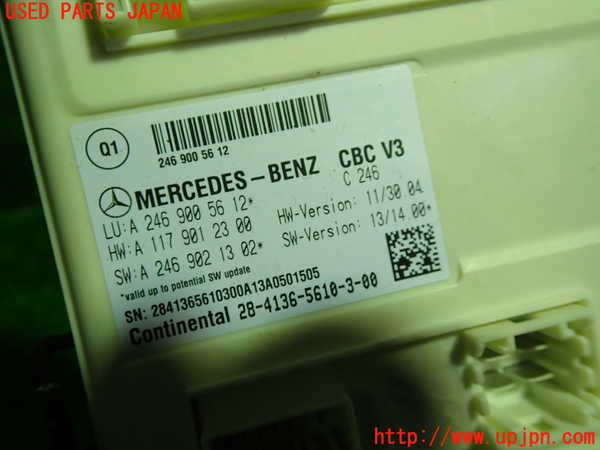 USED PARTS JAPAN
Q1
246 900 56 12
MERCEDES-BENZ CBC V3
C 246
LU: A 246 900 56 12*
HW-Version: 11/30 04
HW: A 117 901 23 00
SW-Version: 13/14 00*
SW: A 246 902 13 02*
*valid up to potential SW update
SN: 2841365610300A13A0501505
Continental 28-4136-5610-3-00
http://www.upjpn.com/